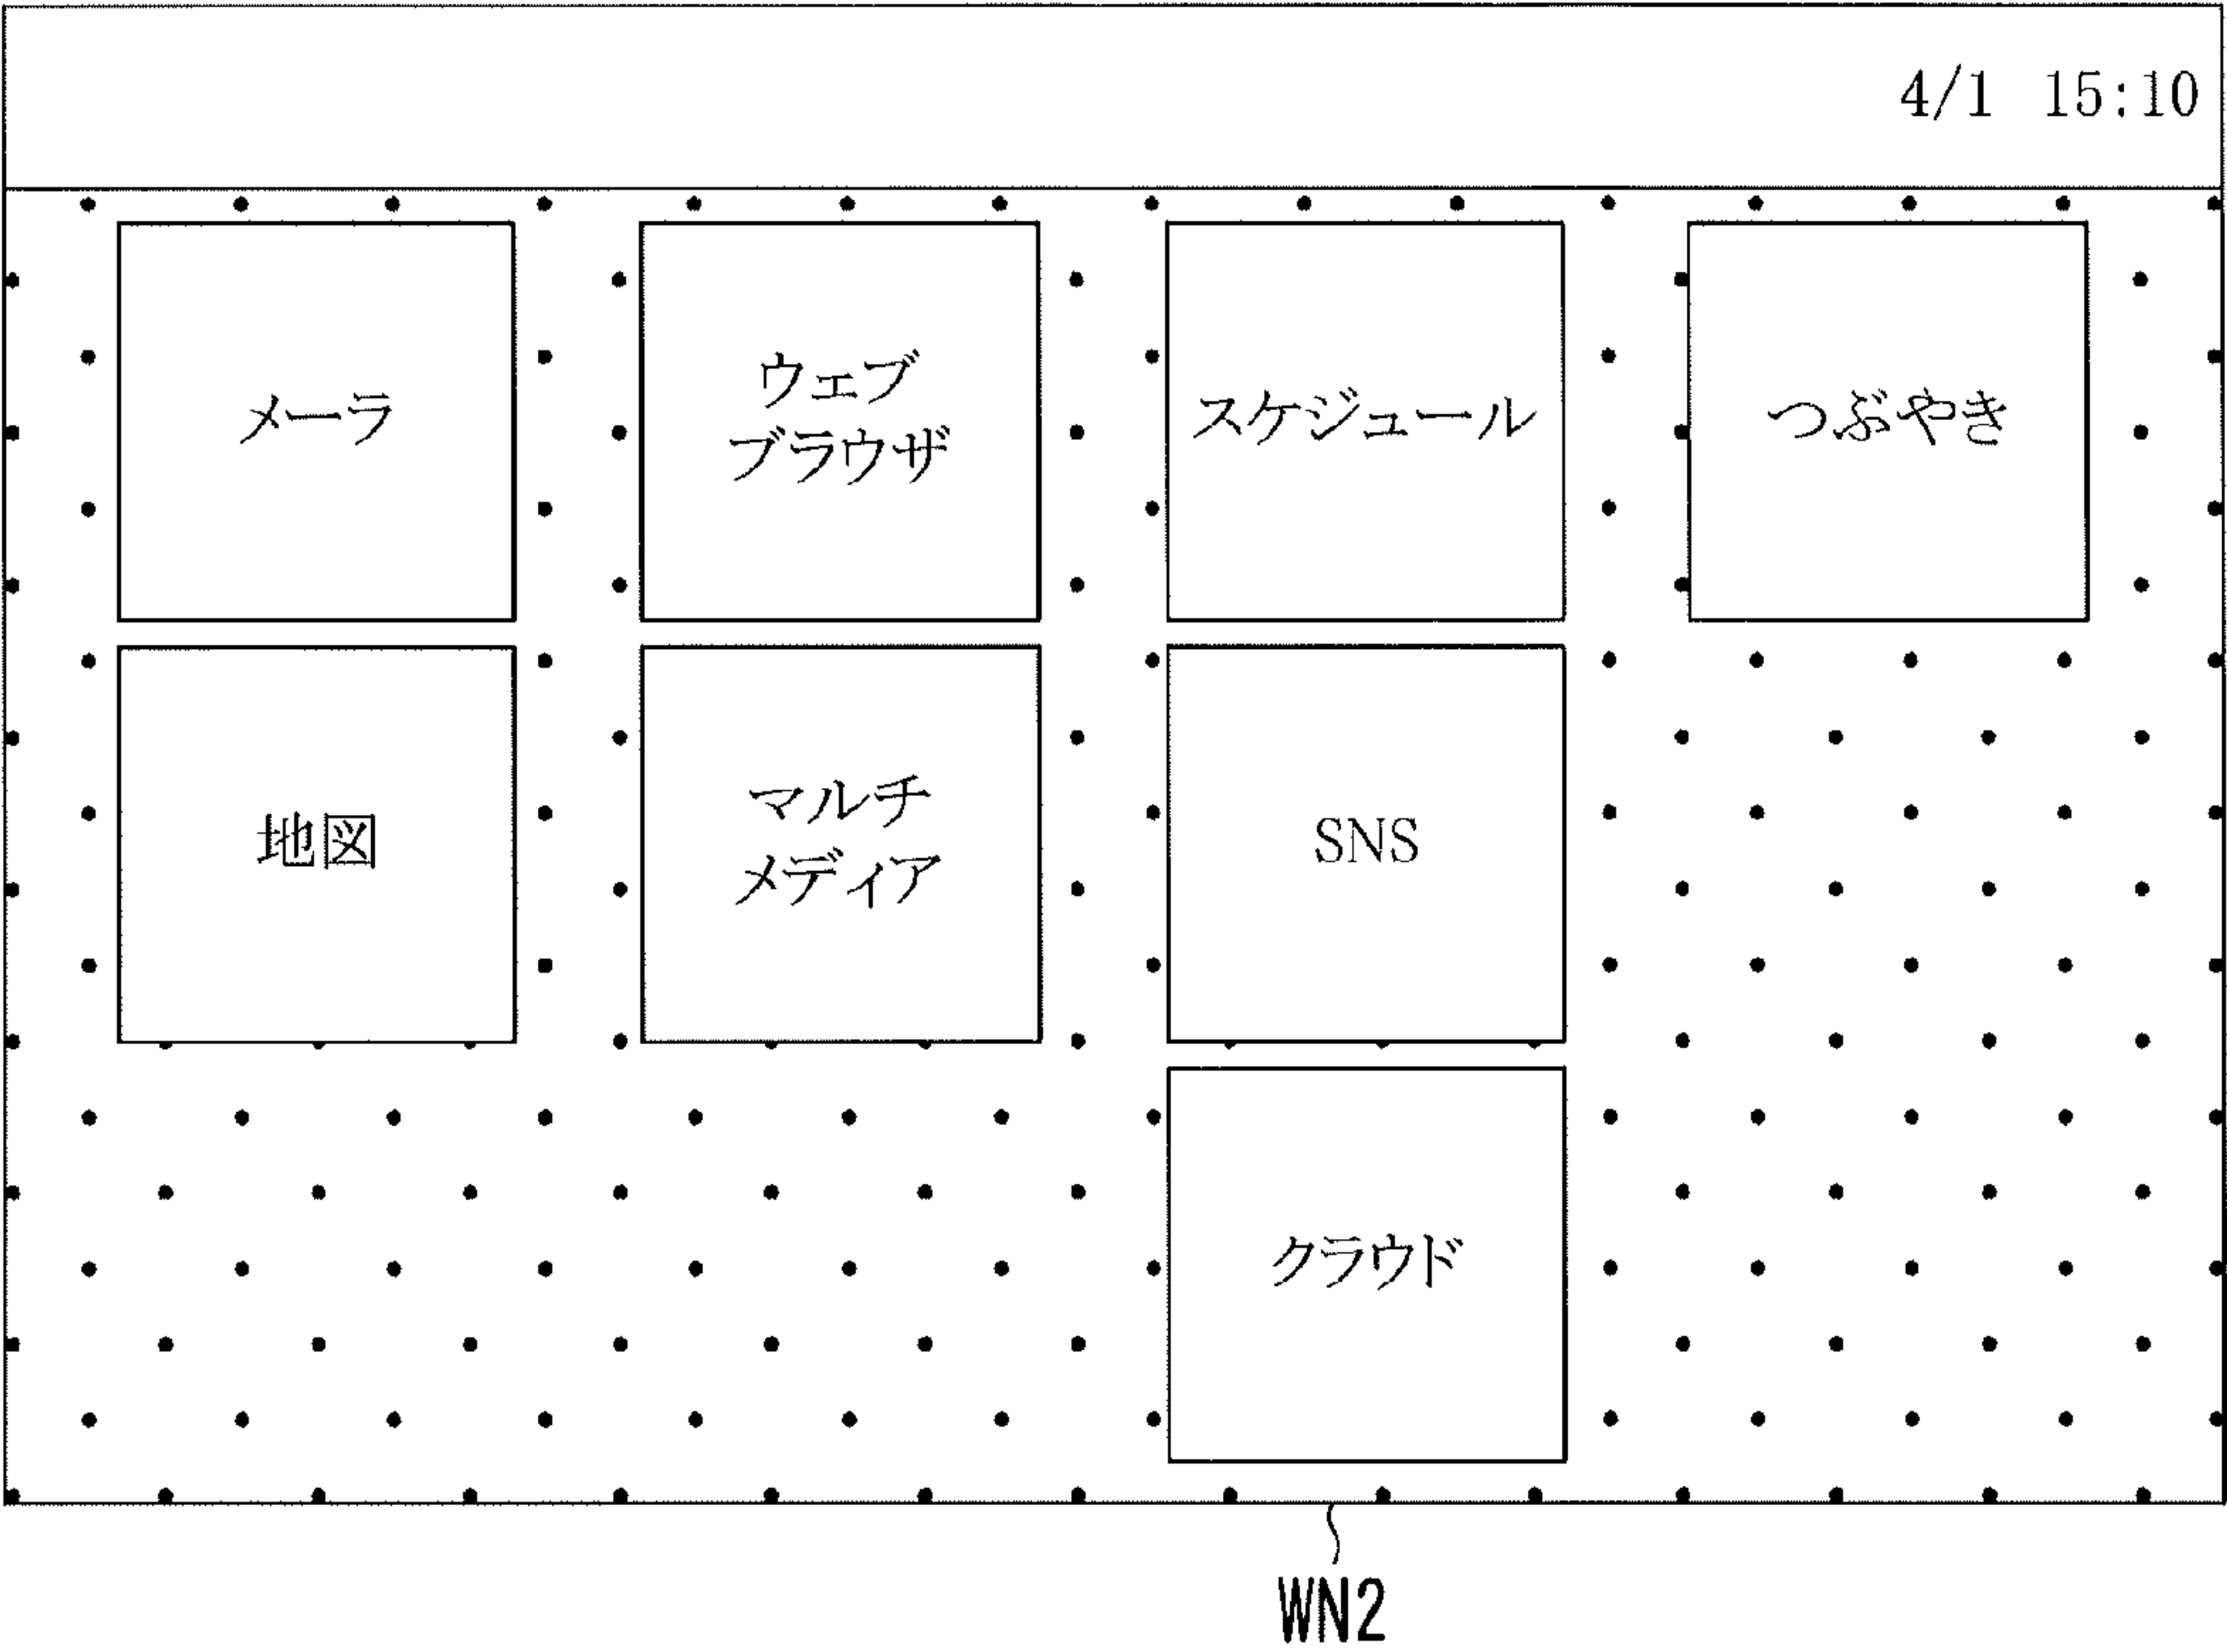 4/1 15:10
メーラ
ウェブ
ブラウザ
スケジュール
つぶやき
地図
マルチ
メディア
SNS
クラウド
WN2